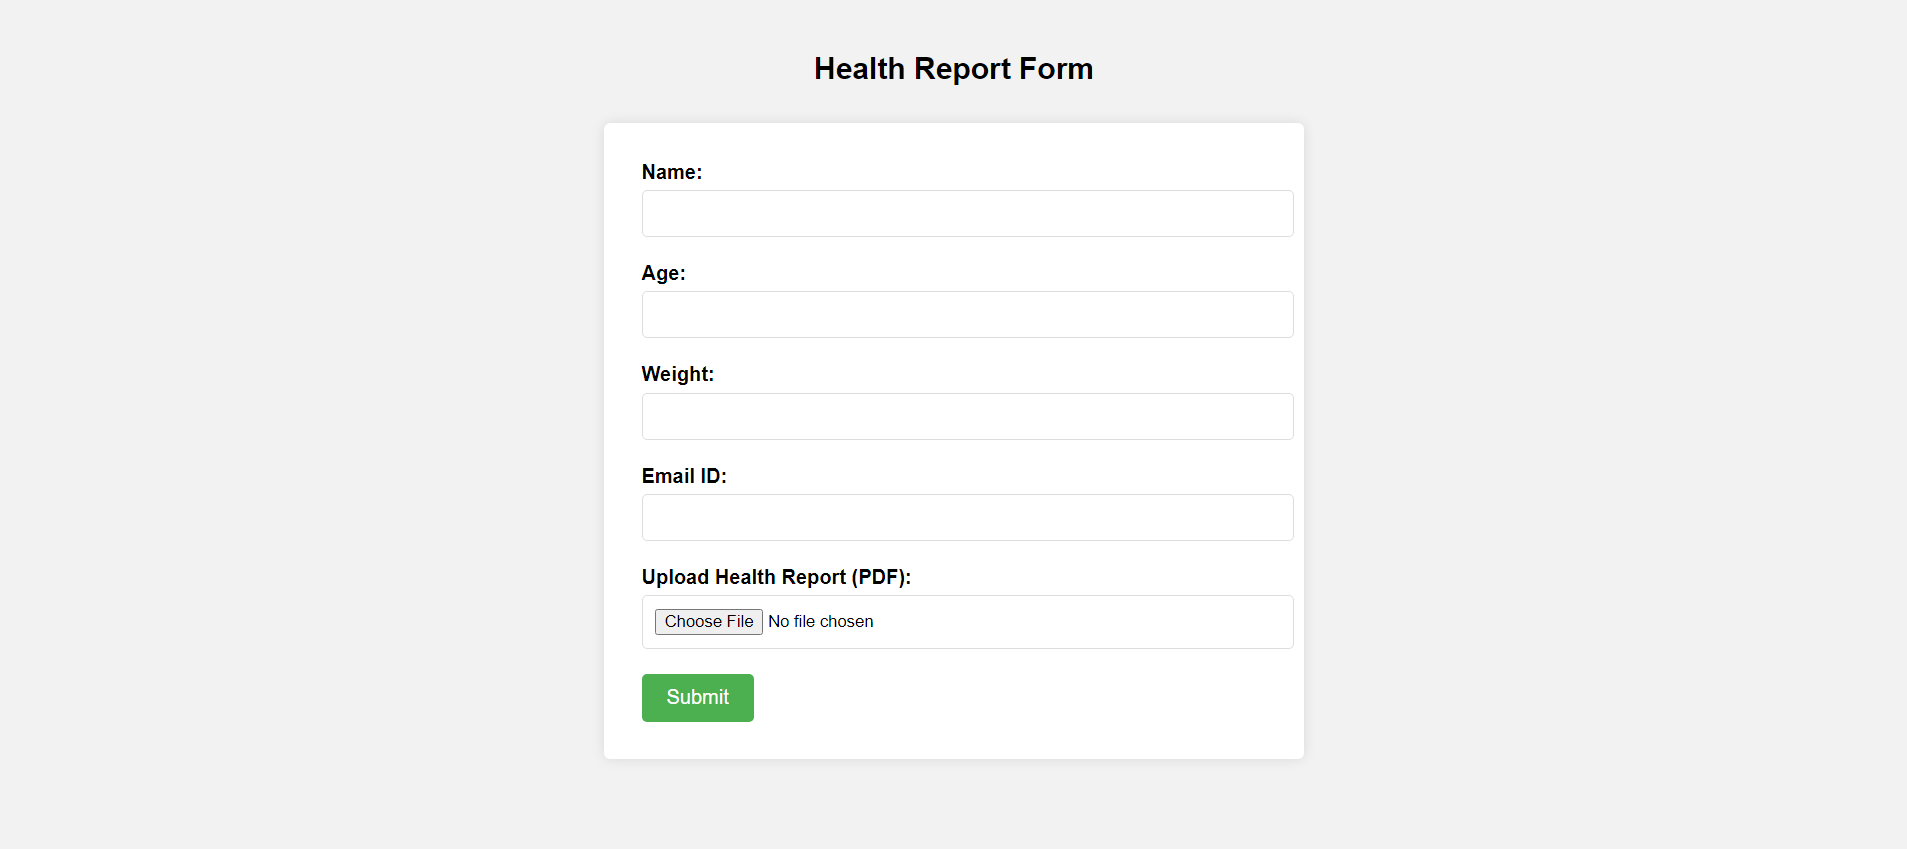 Health Report Form
Name:
Age:
Weight:
Email ID:
Upload Health Report (PDF):
Choose File No file chosen
Submit